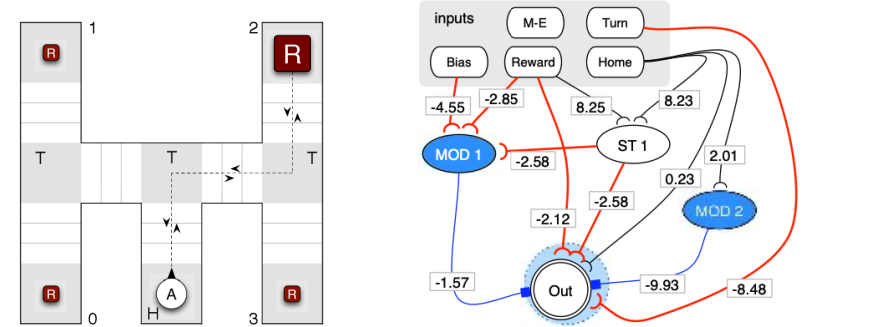 1
2
R
R
T
T
T
R
A
R
0
H
3
inputs
M-E
Turn
Bias
Reward
Home
-4.55
-2.85
8.25
8.23
MOD 1
ST 1
-2.58
2.01
0.23
-2.58
MOD 2
-2.12
-1.57
Out
-9.93
-8.48